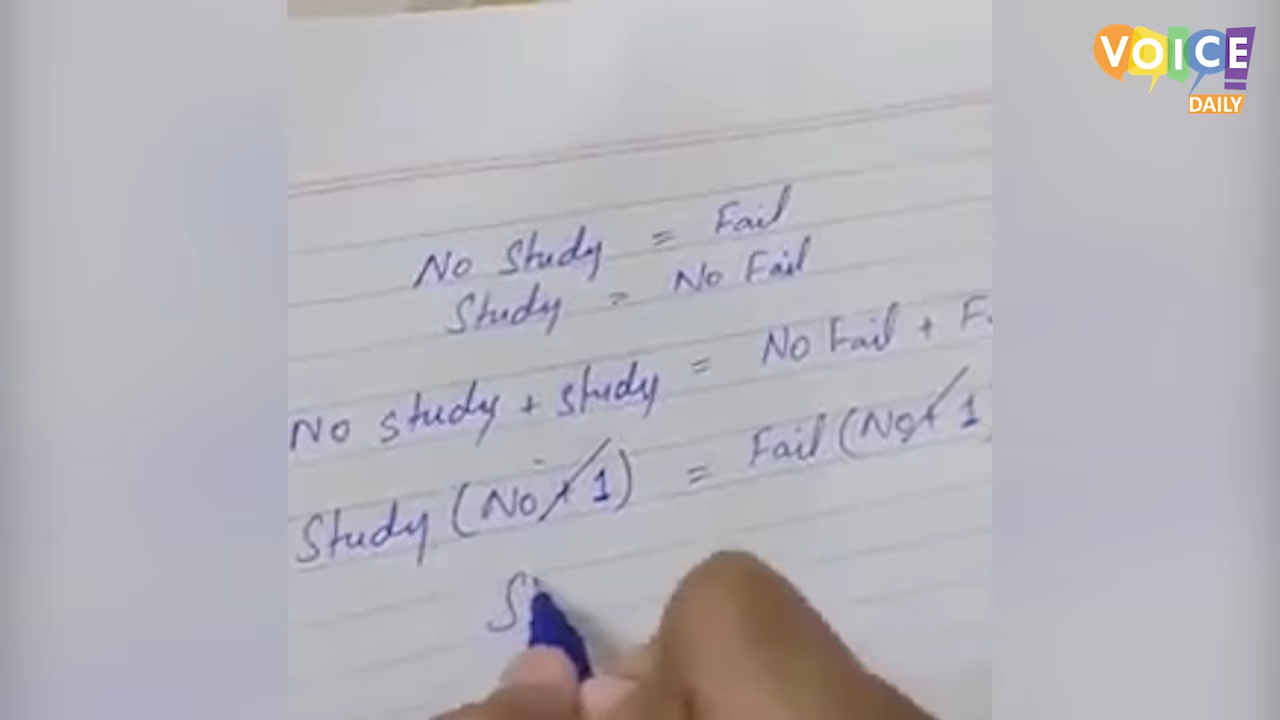 VOICE!
DAILY
No Study = Fail
Study = No Fail
No study + study = No Fail + F
Study (No + 1) = Fail (No + 1)
S